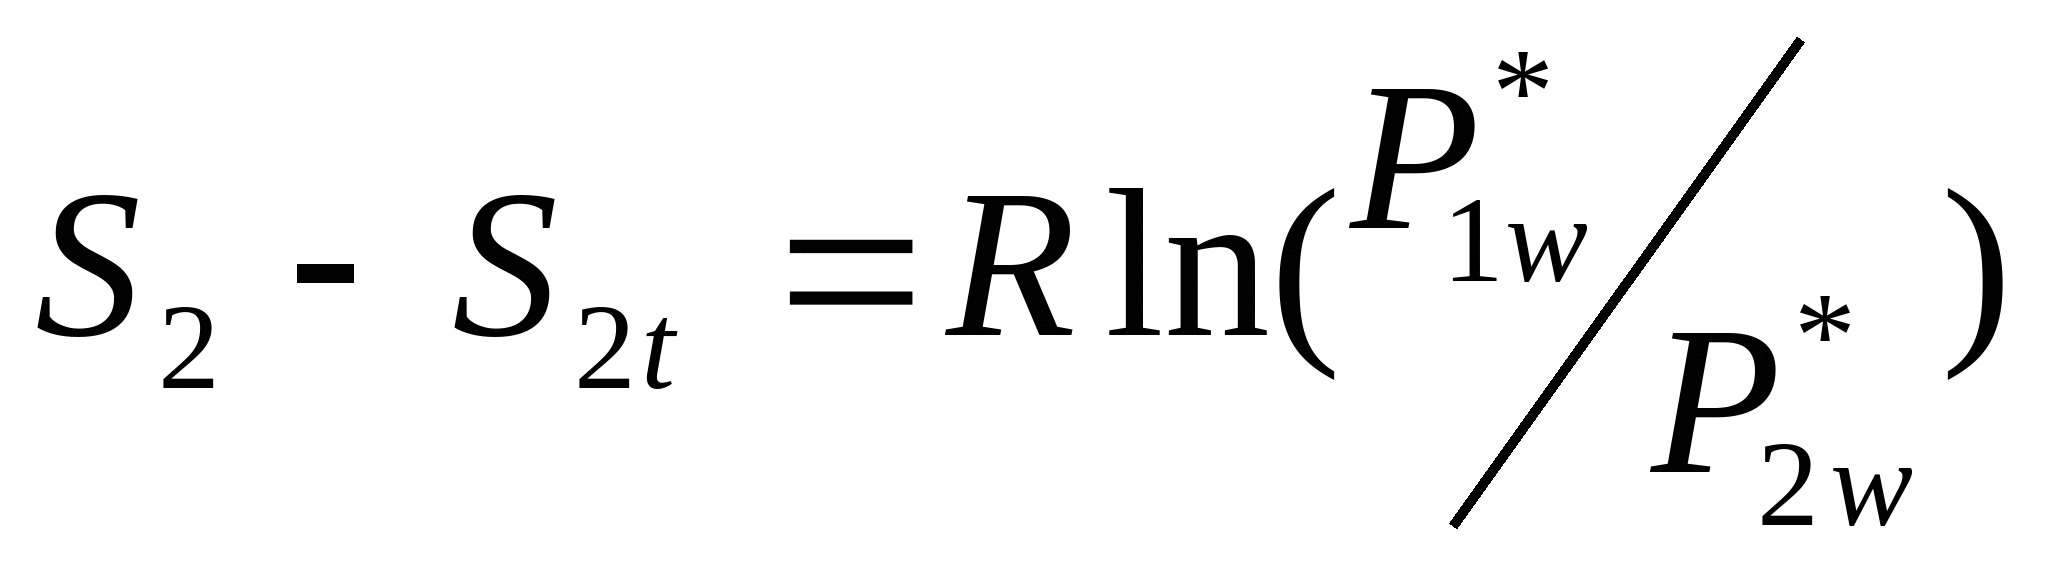 S₂ - S₂ₜ = R ln(P*₁w / P*₂w)